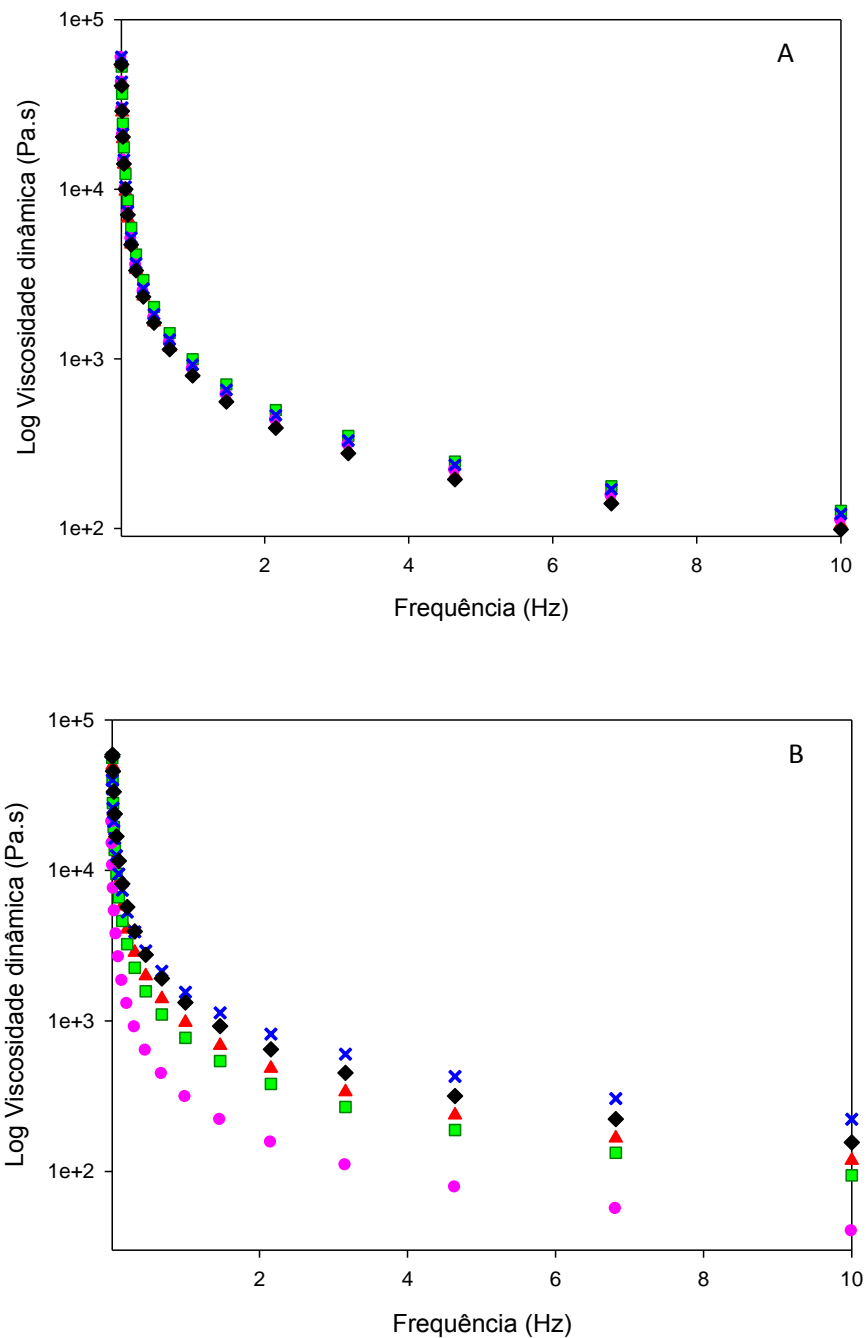 1e+5
A
Log Viscosidade dinâmica (Pa.s)
1e+4
1e+3
1e+2
2 4 6 8 10
Frequência (Hz)
1e+5
B
Log Viscosidade dinâmica (Pa.s)
1e+4
1e+3
1e+2
2 4 6 8 10
Frequência (Hz)